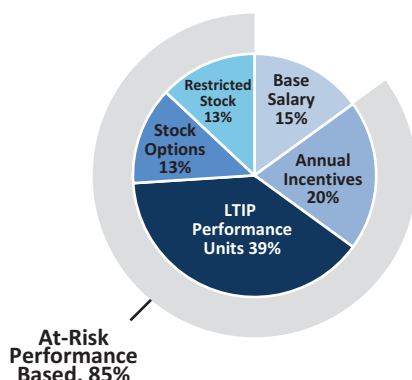 Restricted
Stock
13%
Base
Salary
15%
Stock
Options
13%
Annual
Incentives
20%
LTIP
Performance
Units 39%
At-Risk
Performance
Based, 85%